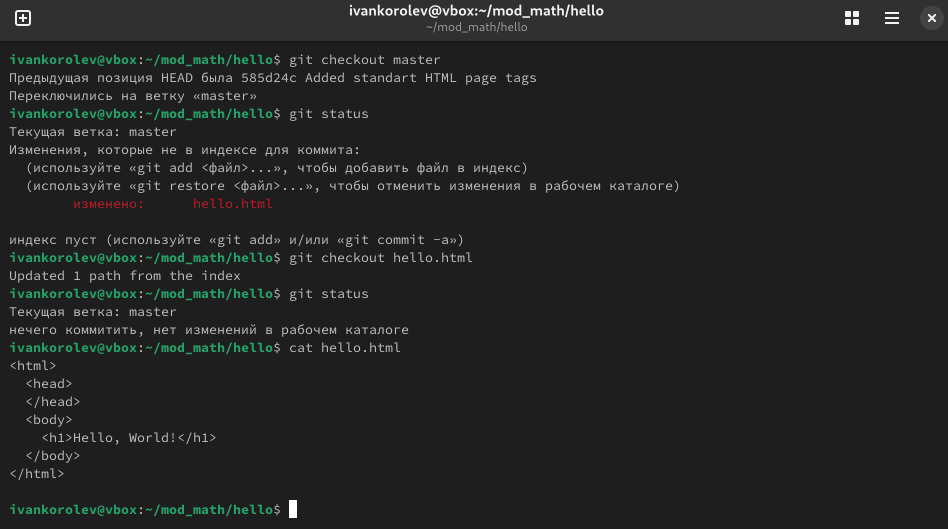 ivankorolev@vbox:~/mod_math/hello
~/mod_math/hello
ivankorolev@vbox:~/mod_math/hello$ git checkout master
Предыдущая позиция HEAD была 585d24c Added standart HTML page tags
Переключились на ветку «master»
ivankorolev@vbox:~/mod_math/hello$ git status
Текущая ветка: master
Изменения, которые не в индексе для коммита:
  (используйте «git add <файл>...», чтобы добавить файл в индекс)
  (используйте «git restore <файл>...», чтобы отменить изменения в рабочем каталоге)
        изменено:      hello.html

индекс пуст (используйте «git add» и/или «git commit -a»)
ivankorolev@vbox:~/mod_math/hello$ git checkout hello.html
Updated 1 path from the index
ivankorolev@vbox:~/mod_math/hello$ git status
Текущая ветка: master
нечего коммитить, нет изменений в рабочем каталоге
ivankorolev@vbox:~/mod_math/hello$ cat hello.html
<html>
  <head>
  </head>
  <body>
    <h1>Hello, World!</h1>
  </body>
</html>

ivankorolev@vbox:~/mod_math/hello$